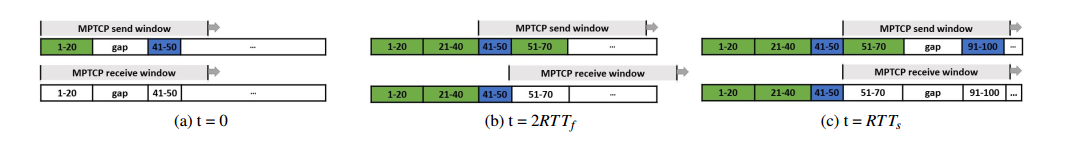 MPTCP send window
1-20 gap 41-50 ...
MPTCP receive window
1-20 gap 41-50 ...
(a) t = 0
MPTCP send window
1-20 21-40 41-50 51-70 ...
MPTCP receive window
1-20 21-40 41-50 51-70 ...
(b) t = 2RTT_f
MPTCP send window
1-20 21-40 41-50 51-70 gap 91-100 ...
MPTCP receive window
1-20 21-40 41-50 51-70 gap 91-100 ...
(c) t = RTT_s